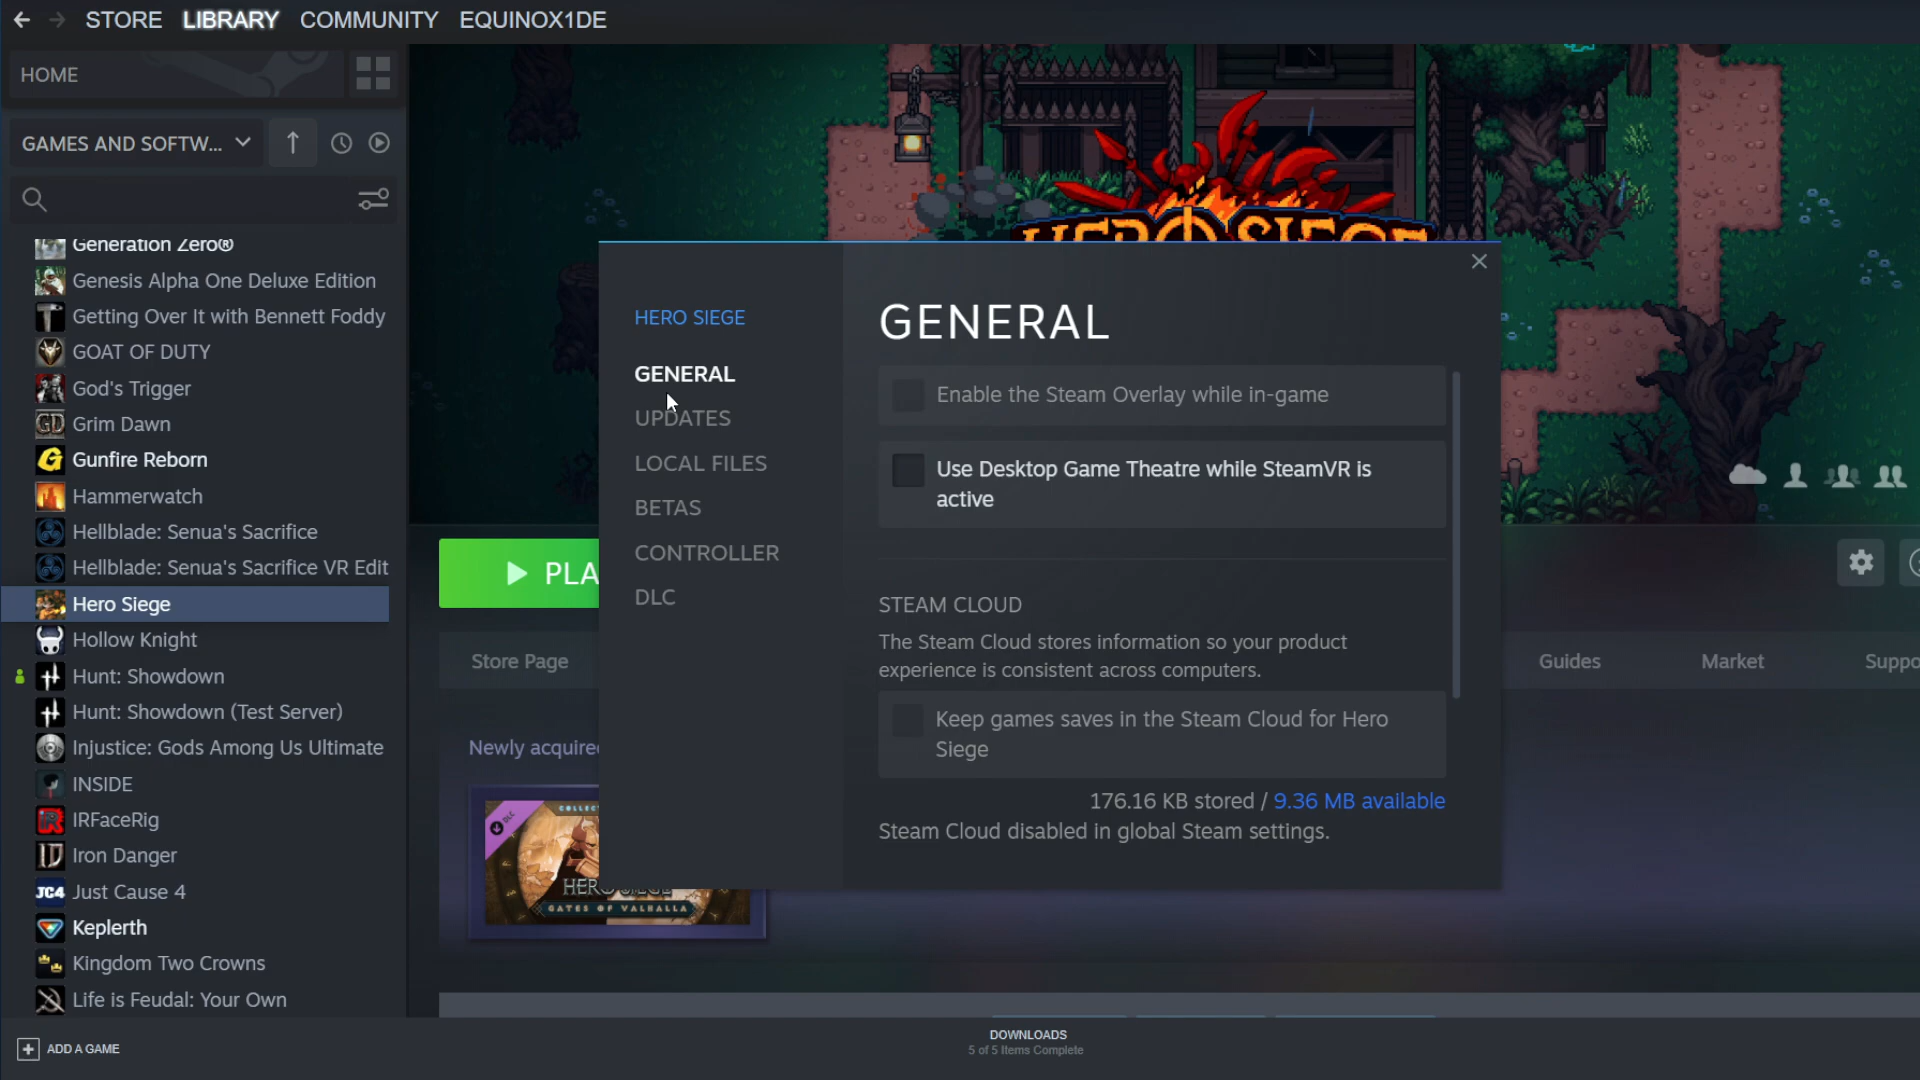 STORE LIBRARY COMMUNITY EQUINOX1DE
HOME
GAMES AND SOFTW...
Generation Zero®
Genesis Alpha One Deluxe Edition
Getting Over It with Bennett Foddy
GOAT OF DUTY
God's Trigger
Grim Dawn
Gunfire Reborn
Hammerwatch
Hellblade: Senua's Sacrifice
Hellblade: Senua's Sacrifice VR Edit
Hero Siege
Hollow Knight
Hunt: Showdown
Hunt: Showdown (Test Server)
Injustice: Gods Among Us Ultimate
INSIDE
IRFaceRig
Iron Danger
JC4 Just Cause 4
Keplerth
Kingdom Two Crowns
Life is Feudal: Your Own
HERO SIEGE
HERO SIEGE
GENERAL
UPDATES
LOCAL FILES
BETAS
CONTROLLER
DLC
GENERAL
Enable the Steam Overlay while in-game
Use Desktop Game Theatre while SteamVR is
active
STEAM CLOUD
The Steam Cloud stores information so your product
experience is consistent across computers.
Keep games saves in the Steam Cloud for Hero
Siege
176.16 KB stored / 9.36 MB available
Steam Cloud disabled in global Steam settings.
PLA
Store Page
Guides Market Suppo
Newly acquire
DLC
COLLEC
HERO SIEGE
GATES OF VALHALLA
ADD A GAME
DOWNLOADS
5 of 5 Items Complete